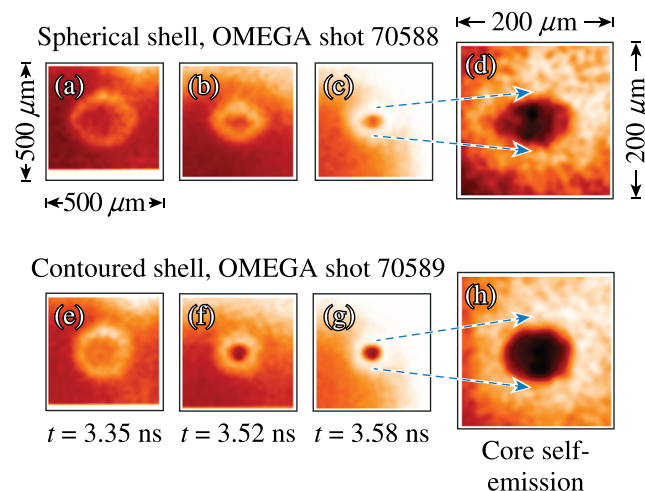 200 μm
Spherical shell, OMEGA shot 70588
(a)
(b)
(c)
(d)
500 μm
200 μm
500 μm
Contoured shell, OMEGA shot 70589
(e)
(f)
(g)
(h)
t = 3.35 ns
t = 3.52 ns
t = 3.58 ns
Core self-
emission